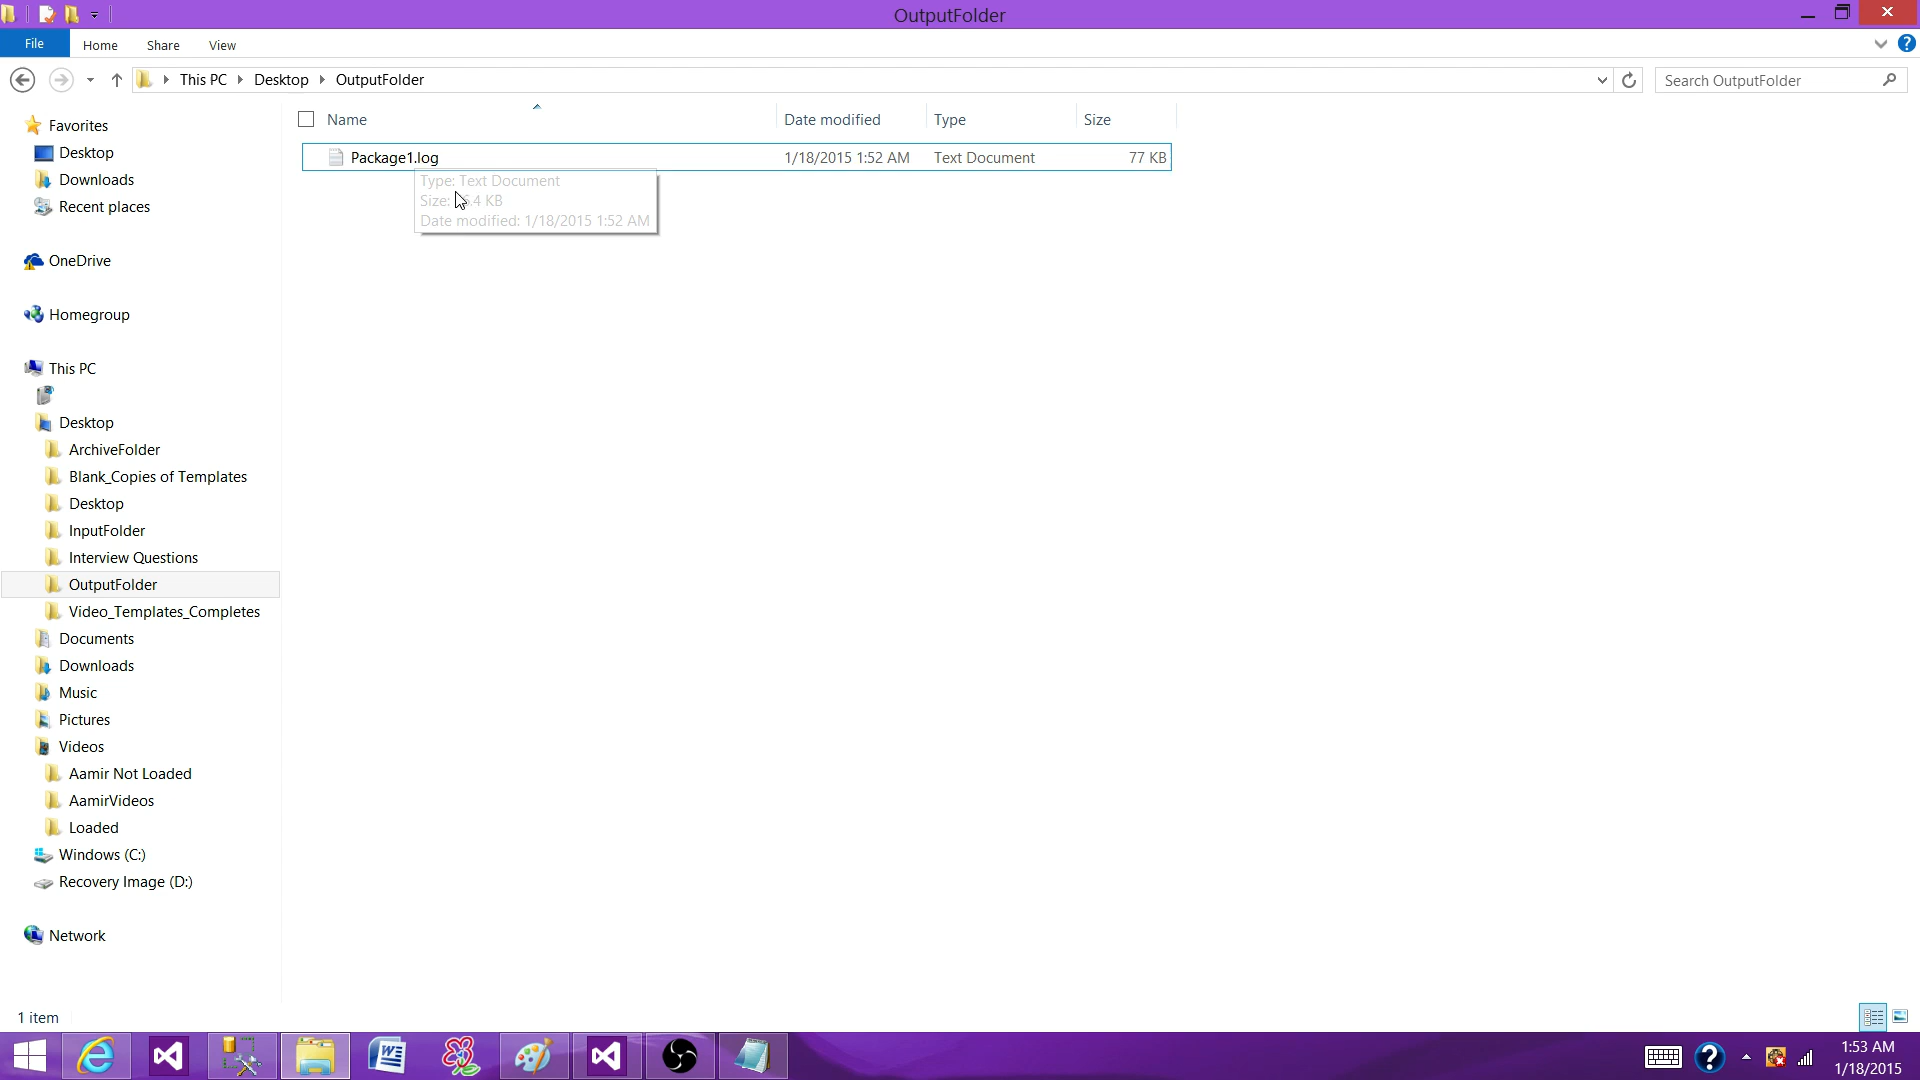 OutputFolder
File Home Share View
This PC Desktop OutputFolder
Search OutputFolder
Name Date modified Type Size
Package1.log 1/18/2015 1:52 AM Text Document 77 KB
Type: Text Document
Size: 4 KB
Date modified: 1/18/2015 1:52 AM
Favorites
Desktop
Downloads
Recent places
OneDrive
Homegroup
This PC
Desktop
ArchiveFolder
Blank_Copies of Templates
Desktop
InputFolder
Interview Questions
OutputFolder
Video_Templates_Completes
Documents
Downloads
Music
Pictures
Videos
Aamir Not Loaded
AamirVideos
Loaded
Windows (C:)
Recovery Image (D:)
Network
1 item
1:53 AM
1/18/2015